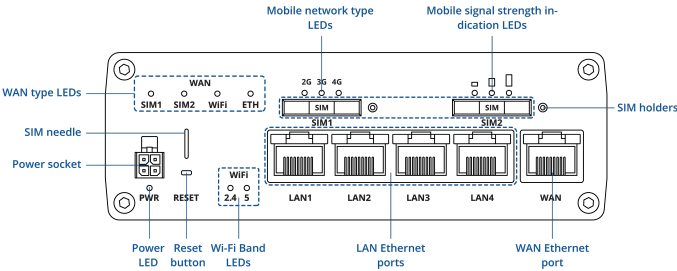 Mobile network type
LEDs
Mobile signal strength in-
dication LEDs
WAN type LEDs
WAN
SIM1 SIM2 WiFi ETH
2G 3G 4G
SIM
SIM1
SIM
SIM2
SIM holders
SIM needle
Power socket
PWR
RESET
WiFi
2.4 5
LAN1 LAN2 LAN3 LAN4 WAN
Power
LED
Reset
button
Wi-Fi Band
LEDs
LAN Ethernet
ports
WAN Ethernet
port